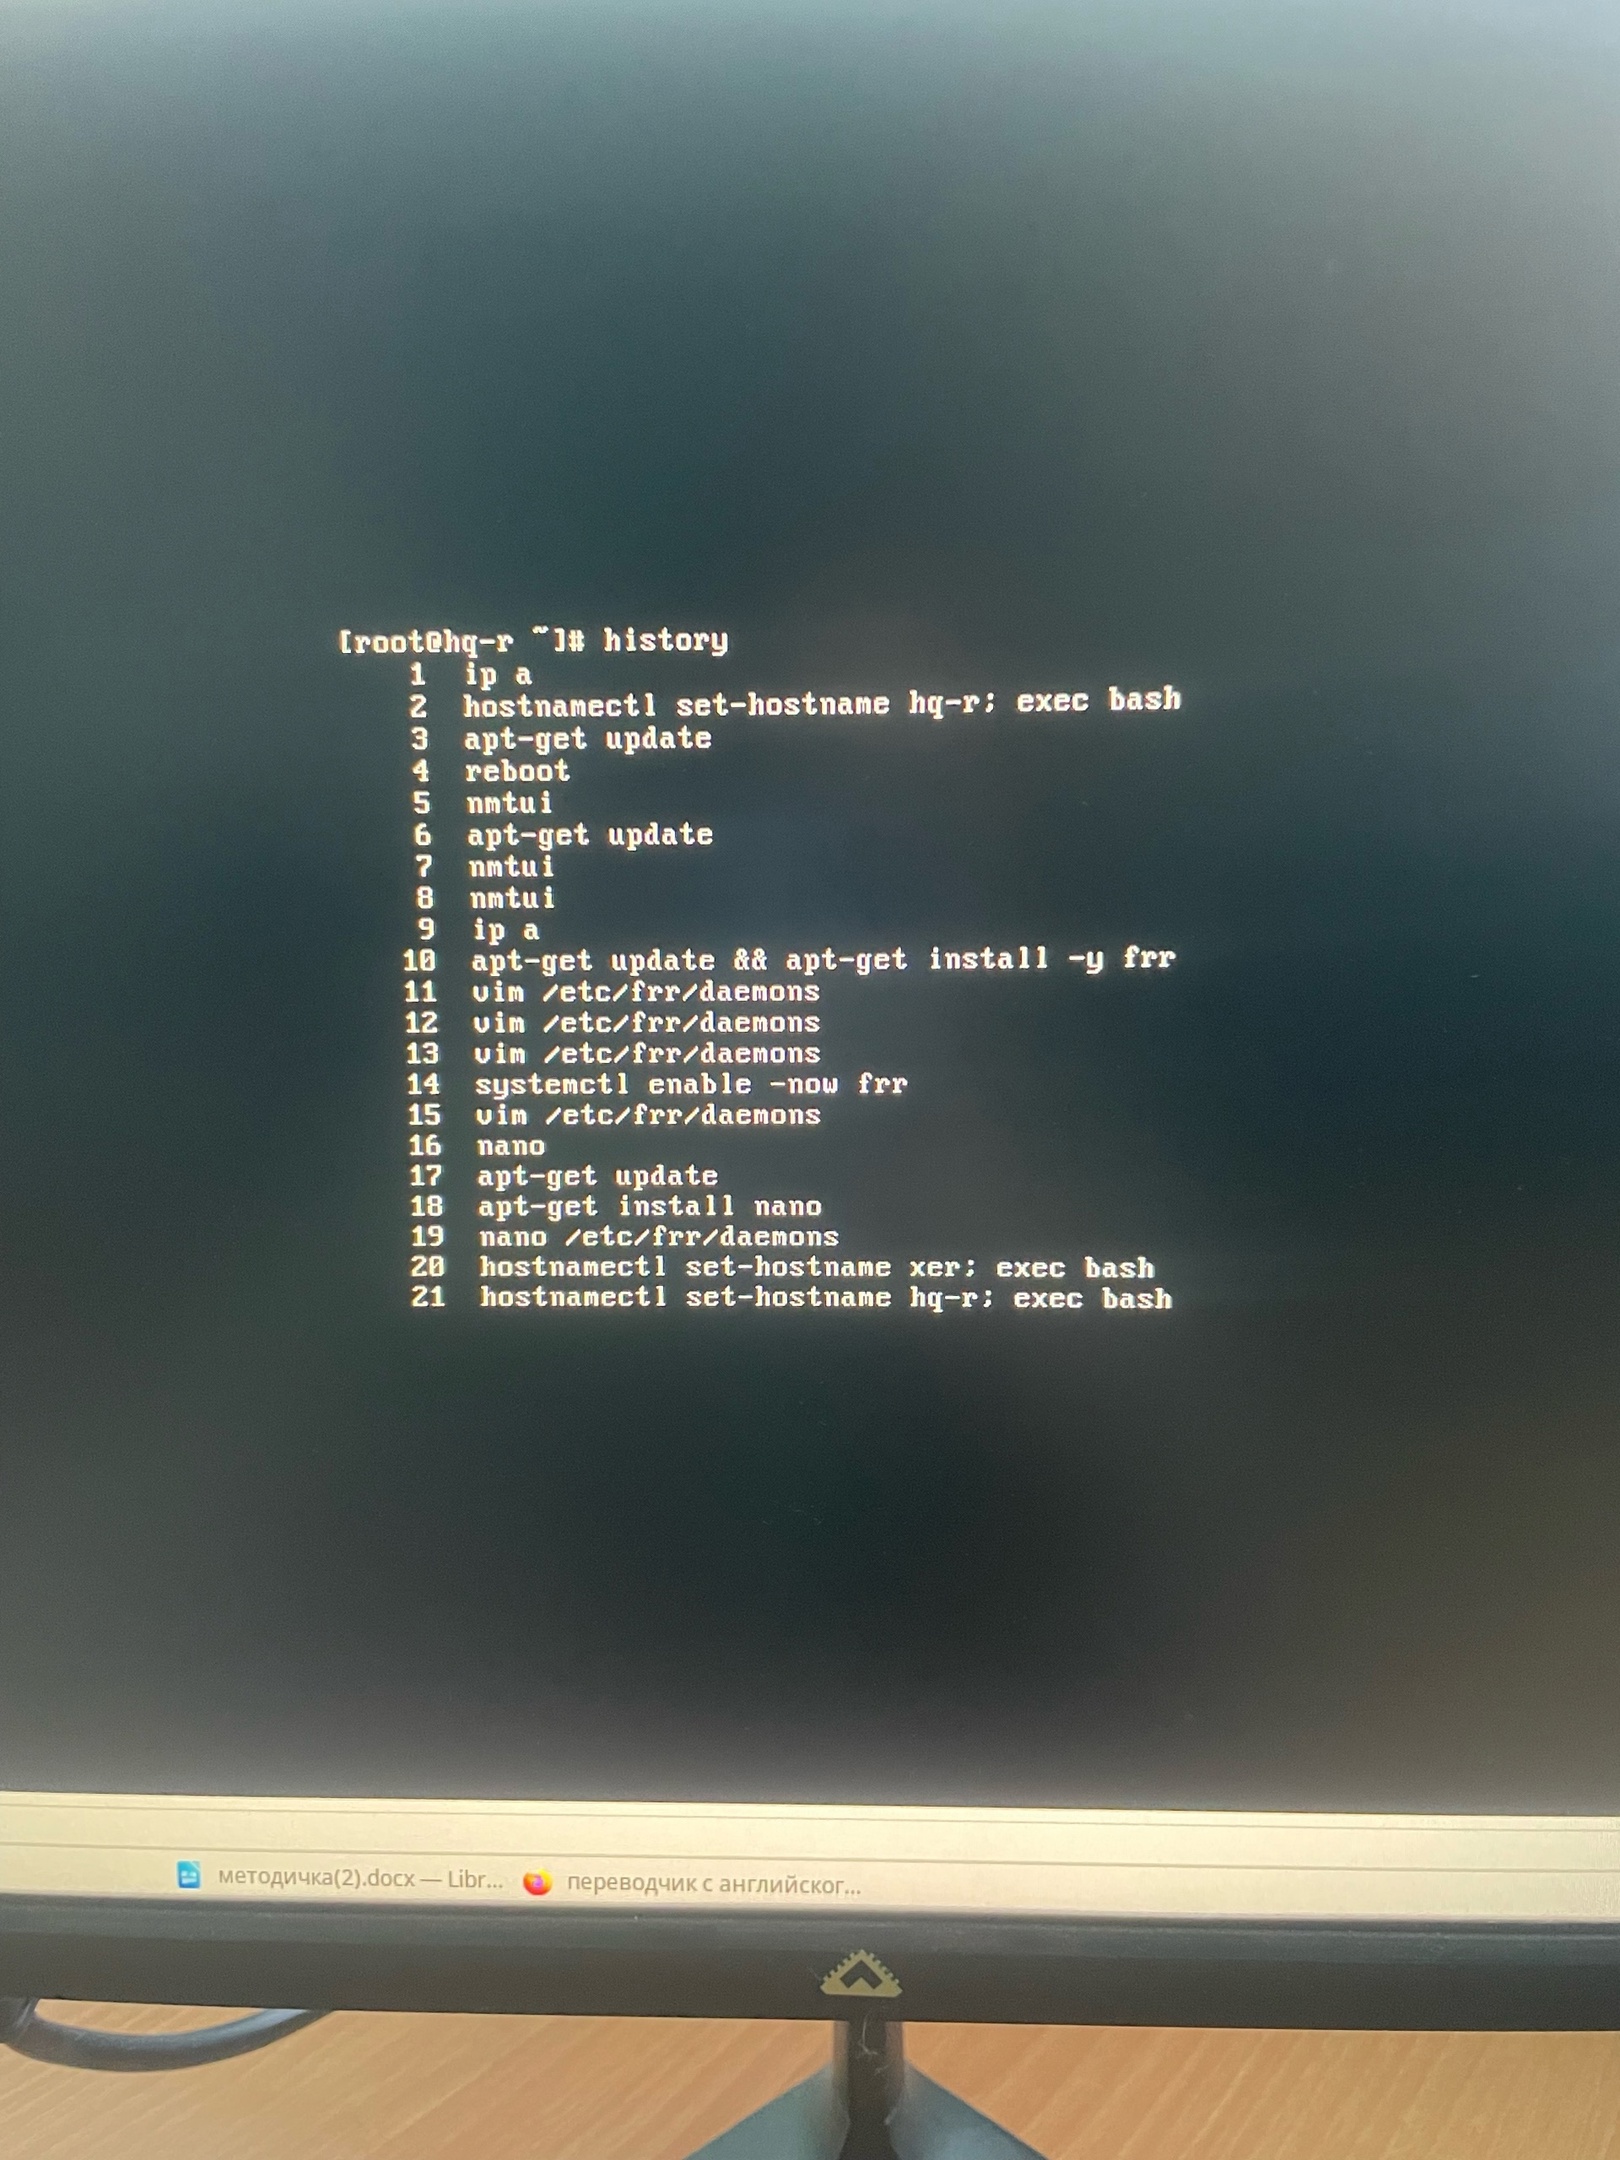 [root@hq-r ~]# history
1 ip a
2 hostnamectl set-hostname hq-r; exec bash
3 apt-get update
4 reboot
5 nmtui
6 apt-get update
7 nmtui
8 nmtui
9 ip a
10 apt-get update && apt-get install -y frr
11 vim /etc/frr/daemons
12 vim /etc/frr/daemons
13 vim /etc/frr/daemons
14 systemctl enable -now frr
15 vim /etc/frr/daemons
16 nano
17 apt-get update
18 apt-get install nano
19 nano /etc/frr/daemons
20 hostnamectl set-hostname xer; exec bash
21 hostnamectl set-hostname hq-r; exec bash
методичка(2).docx — Libr... переводчик с английског...